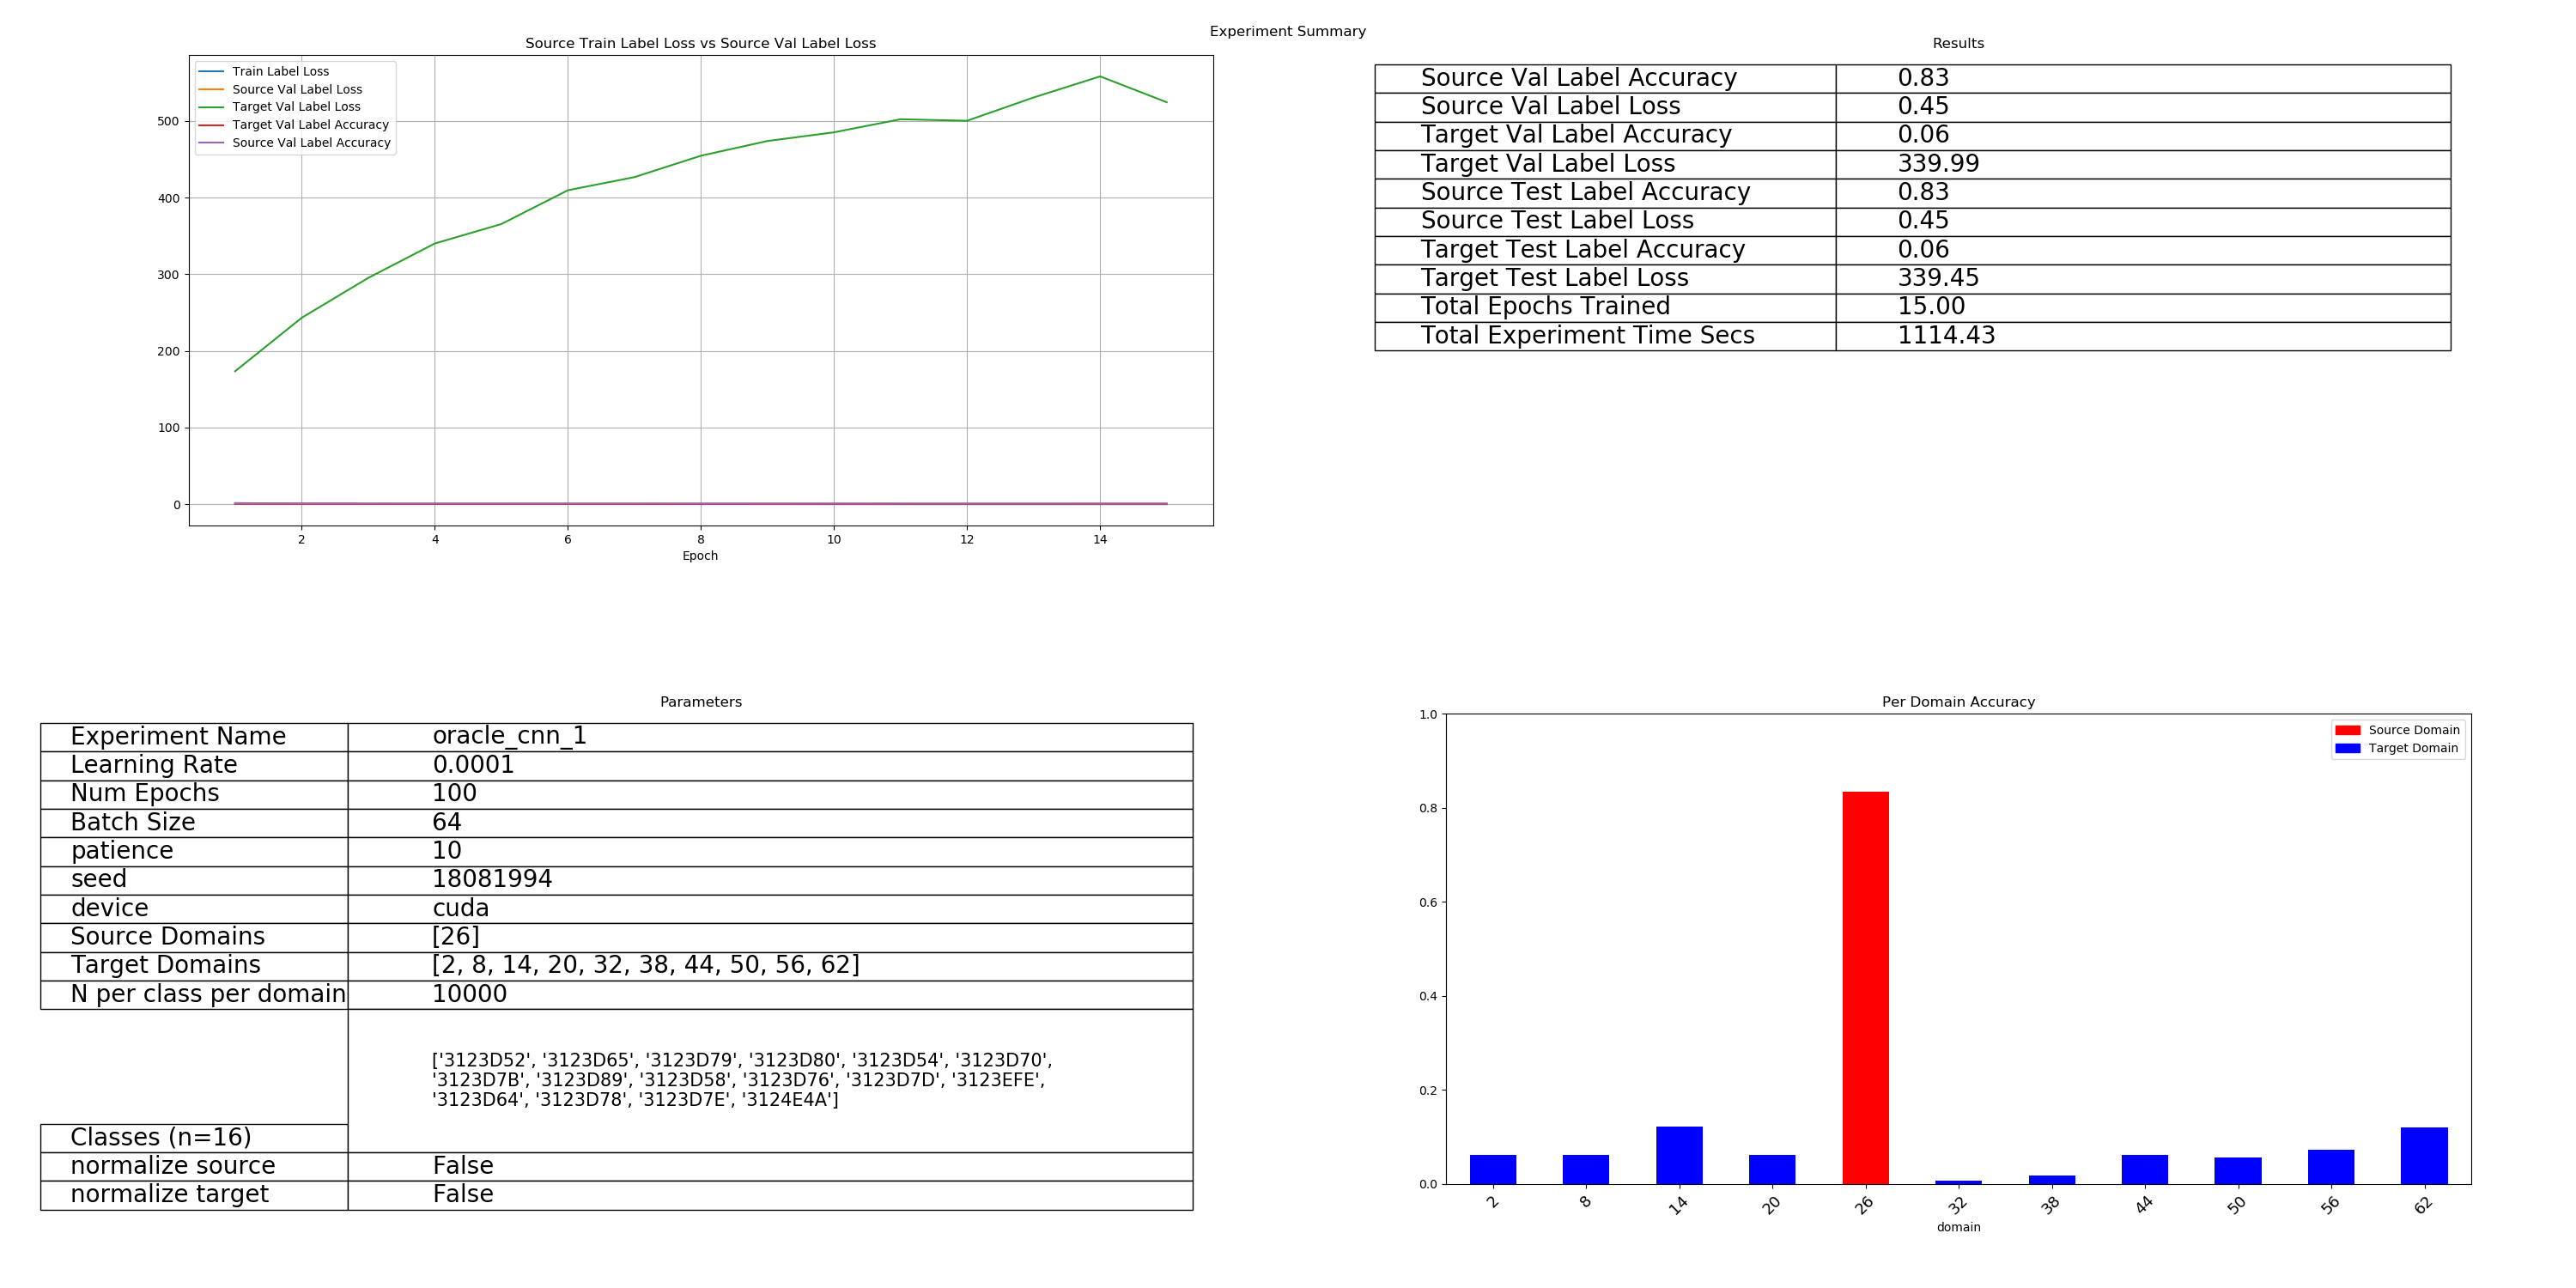 Experiment Summary
Source Train Label Loss vs Source Val Label Loss
Train Label Loss
Source Val Label Loss
Target Val Label Loss
Target Val Label Accuracy
Source Val Label Accuracy
500
400
300
200
100
0
2 4 6 8 10 12 14
Epoch
Results
Source Val Label Accuracy 0.83
Source Val Label Loss 0.45
Target Val Label Accuracy 0.06
Target Val Label Loss 339.99
Source Test Label Accuracy 0.83
Source Test Label Loss 0.45
Target Test Label Accuracy 0.06
Target Test Label Loss 339.45
Total Epochs Trained 15.00
Total Experiment Time Secs 1114.43
Parameters
Experiment Name oracle_cnn_1
Learning Rate 0.0001
Num Epochs 100
Batch Size 64
patience 10
seed 18081994
device cuda
Source Domains [26]
Target Domains [2, 8, 14, 20, 32, 38, 44, 50, 56, 62]
N per class per domain 10000
['3123D52', '3123D65', '3123D79', '3123D80', '3123D54', '3123D70',
'3123D7B', '3123D89', '3123D58', '3123D76', '3123D7D', '3123EFE',
'3123D64', '3123D78', '3123D7E', '3124E4A']
Classes (n=16)
normalize source False
normalize target False
Per Domain Accuracy
Source Domain
Target Domain
1.0
0.8
0.6
0.4
0.2
0.0
2 8 14 20 26 32 38 44 50 56 62
domain